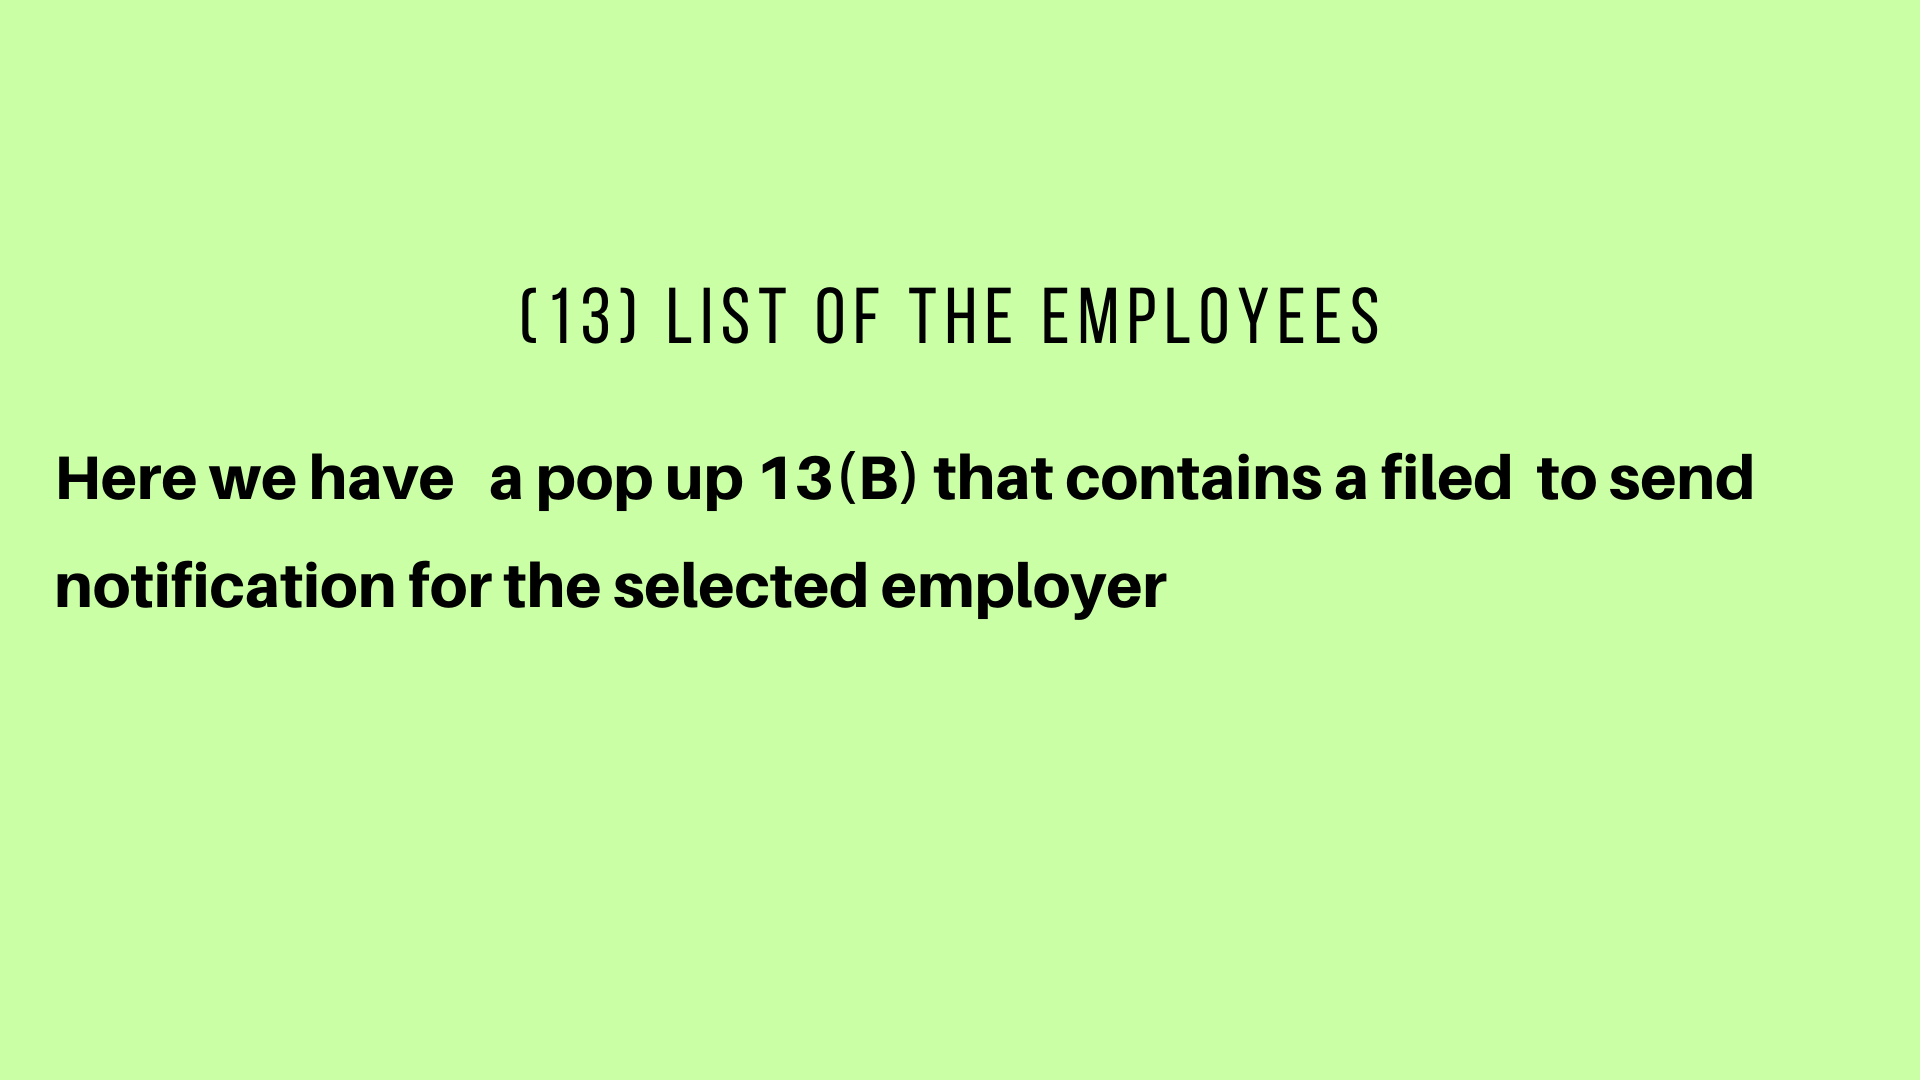 (13) LIST OF THE EMPLOYEES
Here we have   a pop up 13(B) that contains a filed  to send
notification for the selected employer